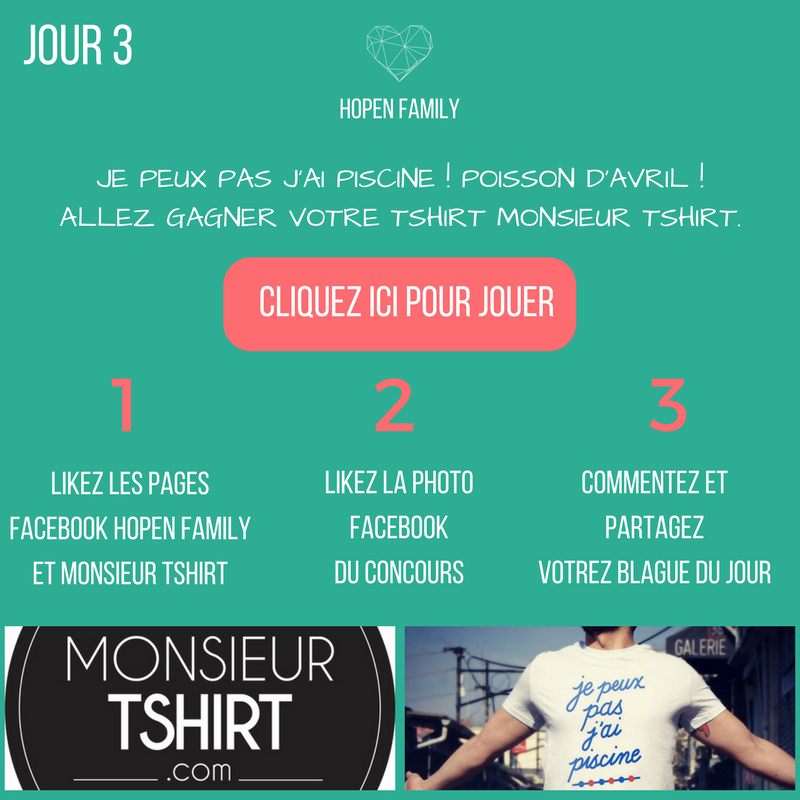 JOUR 3
HOPEN FAMILY
JE PEUX PAS J'AI PISCINE ! POISSON D'AVRIL !
ALLEZ GAGNER VOTRE TSHIRT MONSIEUR TSHIRT.
CLIQUEZ ICI POUR JOUER
1
LIKEZ LES PAGES
FACEBOOK HOPEN FAMILY
ET MONSIEUR TSHIRT
2
LIKEZ LA PHOTO
FACEBOOK
DU CONCOURS
3
COMMENTEZ ET
PARTAGEZ
VOTREZ BLAGUE DU JOUR
MONSIEUR
TSHIRT
.com
GALERIE
je peux
pas
j'ai
piscine